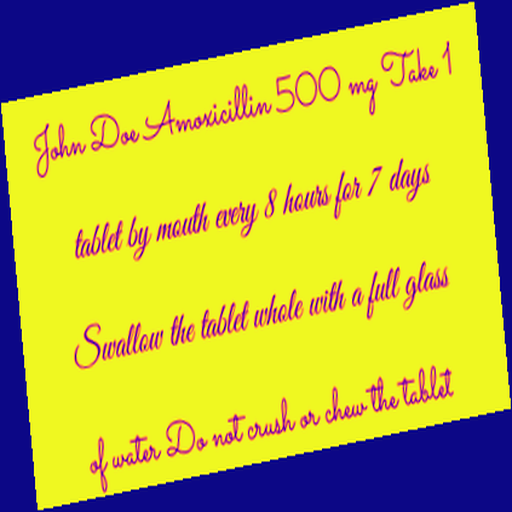 John Doe Amoxicillin 500 mg Take 1
tablet by mouth every 8 hours for 7 days
Swallow the tablet whole with a full glass
of water Do not crush or chew the tablet